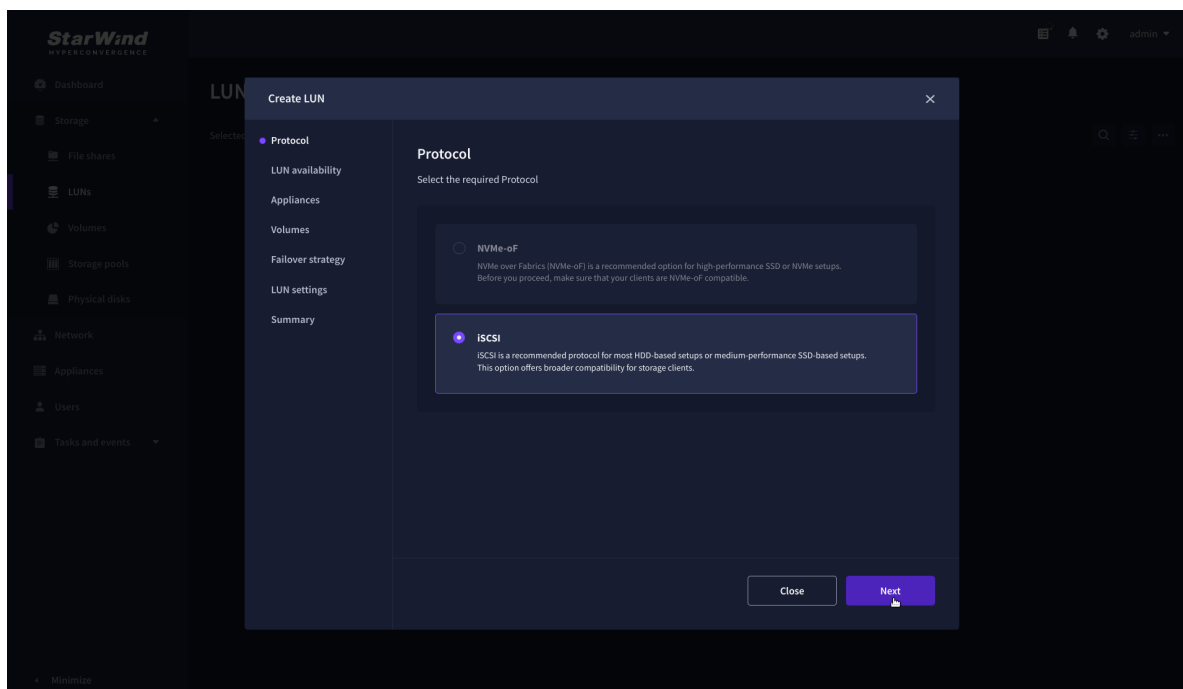 StarWind
HYPERCONVERGENCE
admin
Dashboard
Storage
File shares
LUNs
Volumes
Storage pools
Physical disks
Network
Appliances
Users
Tasks and events
Minimize
LUN
Selected
Create LUN
Protocol
LUN availability
Appliances
Volumes
Failover strategy
LUN settings
Summary
Protocol
Select the required Protocol
NVMe-oF
NVMe over Fabrics (NVMe-oF) is a recommended option for high-performance SSD or NVMe setups.
Before you proceed, make sure that your clients are NVMe-oF compatible.
iSCSI
iSCSI is a recommended protocol for most HDD-based setups or medium-performance SSD-based setups.
This option offers broader compatibility for storage clients.
Close
Next